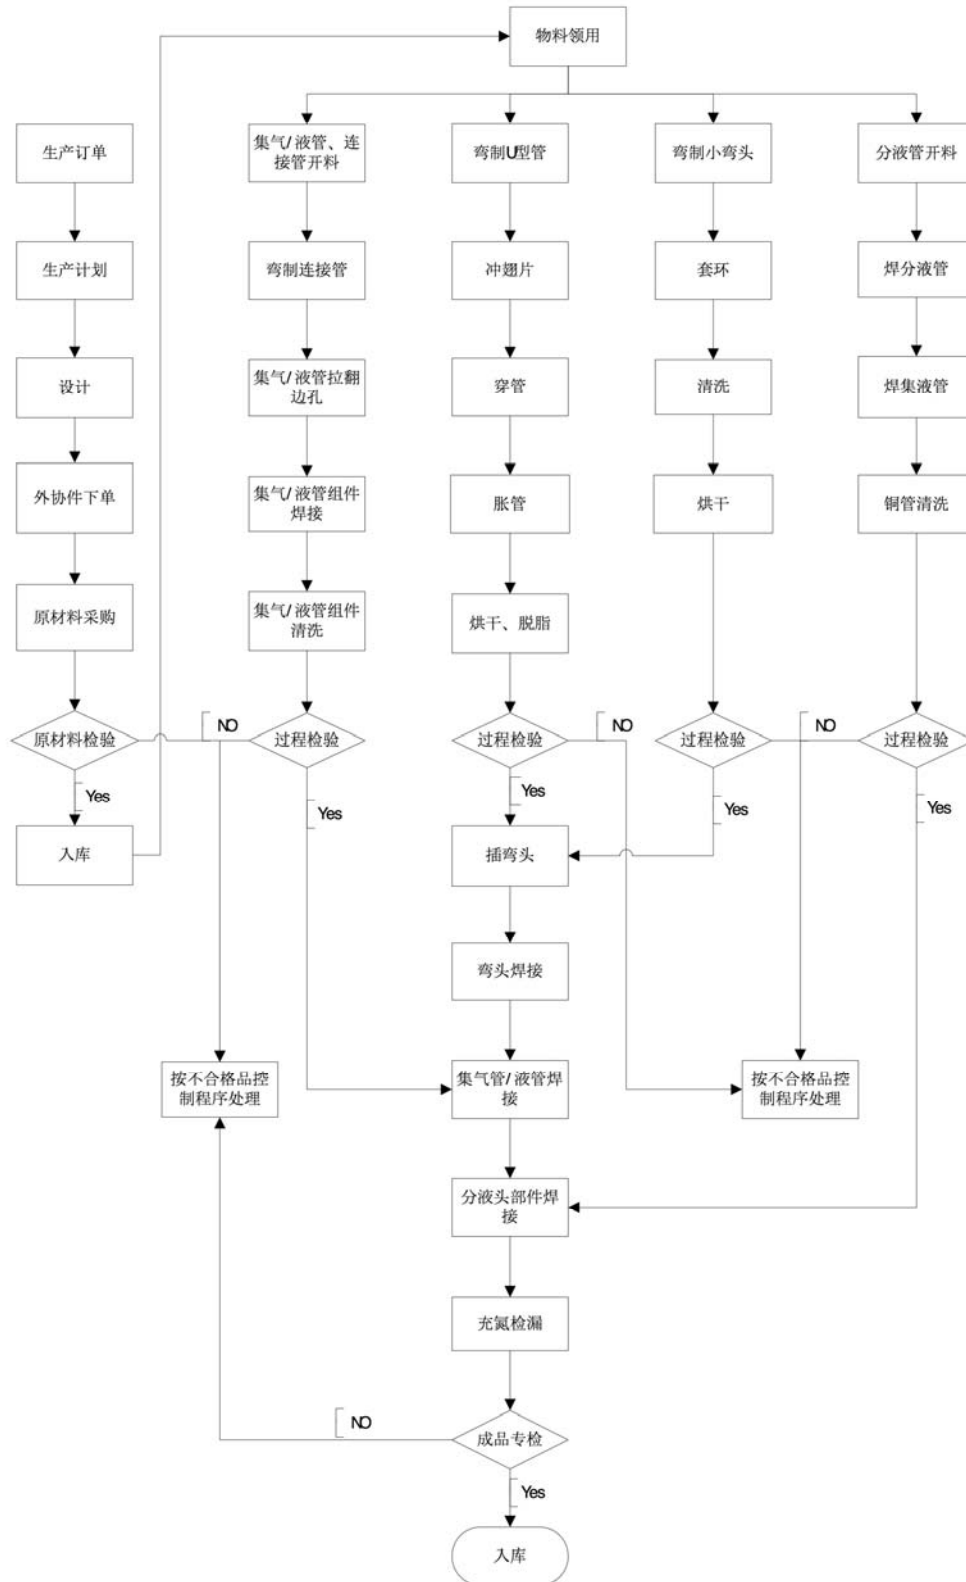 物料领用
生产订单
集气/液管、连
接管开料
弯制U型管
弯制小弯头
分液管开料
生产计划
弯制连接管
冲翅片
套环
焊分液管
设计
集气/液管拉翻
边孔
穿管
清洗
焊集液管
外协件下单
集气/液管组件
焊接
胀管
烘干
铜管清洗
原材料采购
集气/液管组件
清洗
烘干、脱脂
NO
NO
NO
原材料检验
过程检验
过程检验
过程检验
过程检验
Yes
Yes
Yes
Yes
Yes
入库
插弯头
弯头焊接
按不合格品控
制程序处理
集气管/液管焊
接
按不合格品控
制程序处理
分液头部件焊
接
充氮检漏
NO
成品专检
Yes
入库